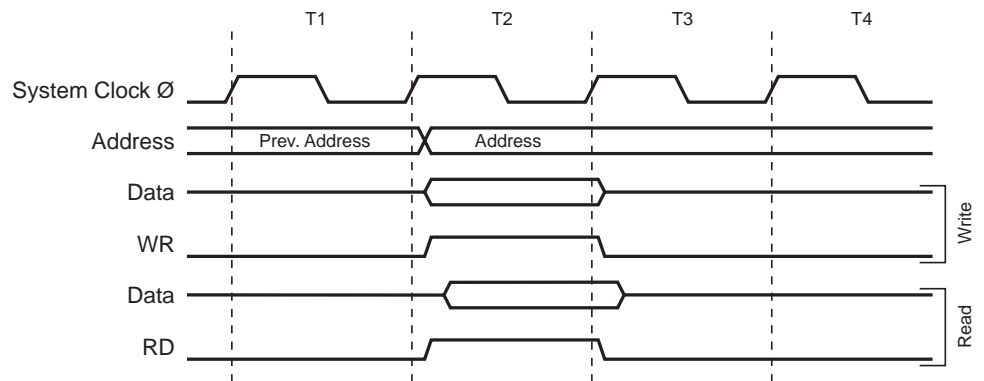 T1 T2 T3 T4
System Clock Ø
Address Prev. Address Address
Data
WR
Write
Data
RD
Read